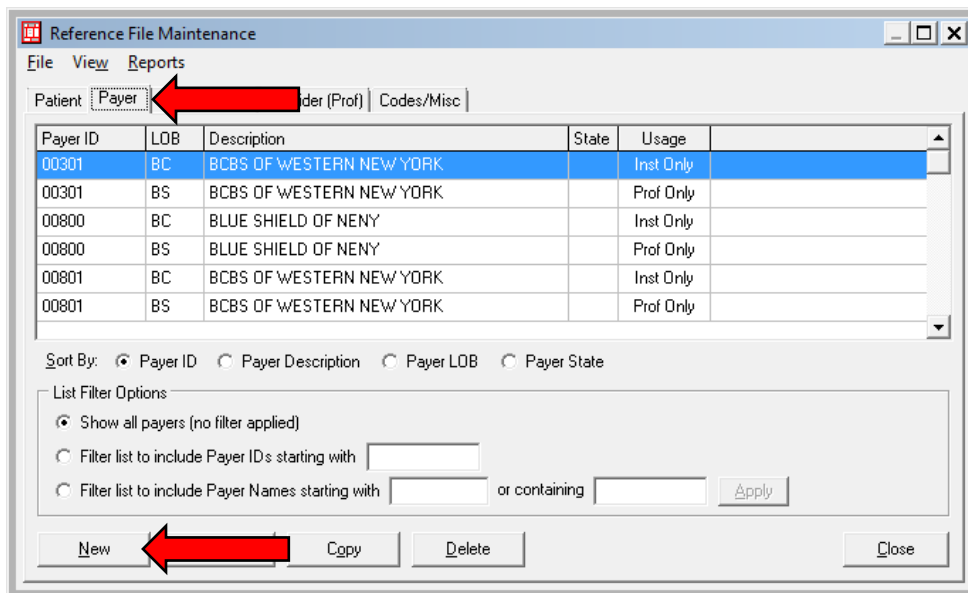 Reference File Maintenance
File View Reports
Patient Payer ider (Prof) Codes/Misc
Payer ID LOB Description State Usage
00301 BC BCBS OF WESTERN NEW YORK Inst Only
00301 BS BCBS OF WESTERN NEW YORK Prof Only
00800 BC BLUE SHIELD OF NENY Inst Only
00800 BS BLUE SHIELD OF NENY Prof Only
00801 BC BCBS OF WESTERN NEW YORK Inst Only
00801 BS BCBS OF WESTERN NEW YORK Prof Only
Sort By: Payer ID Payer Description Payer LOB Payer State
List Filter Options
Show all payers (no filter applied)
Filter list to include Payer IDs starting with
Filter list to include Payer Names starting with or containing Apply
New Copy Delete Close